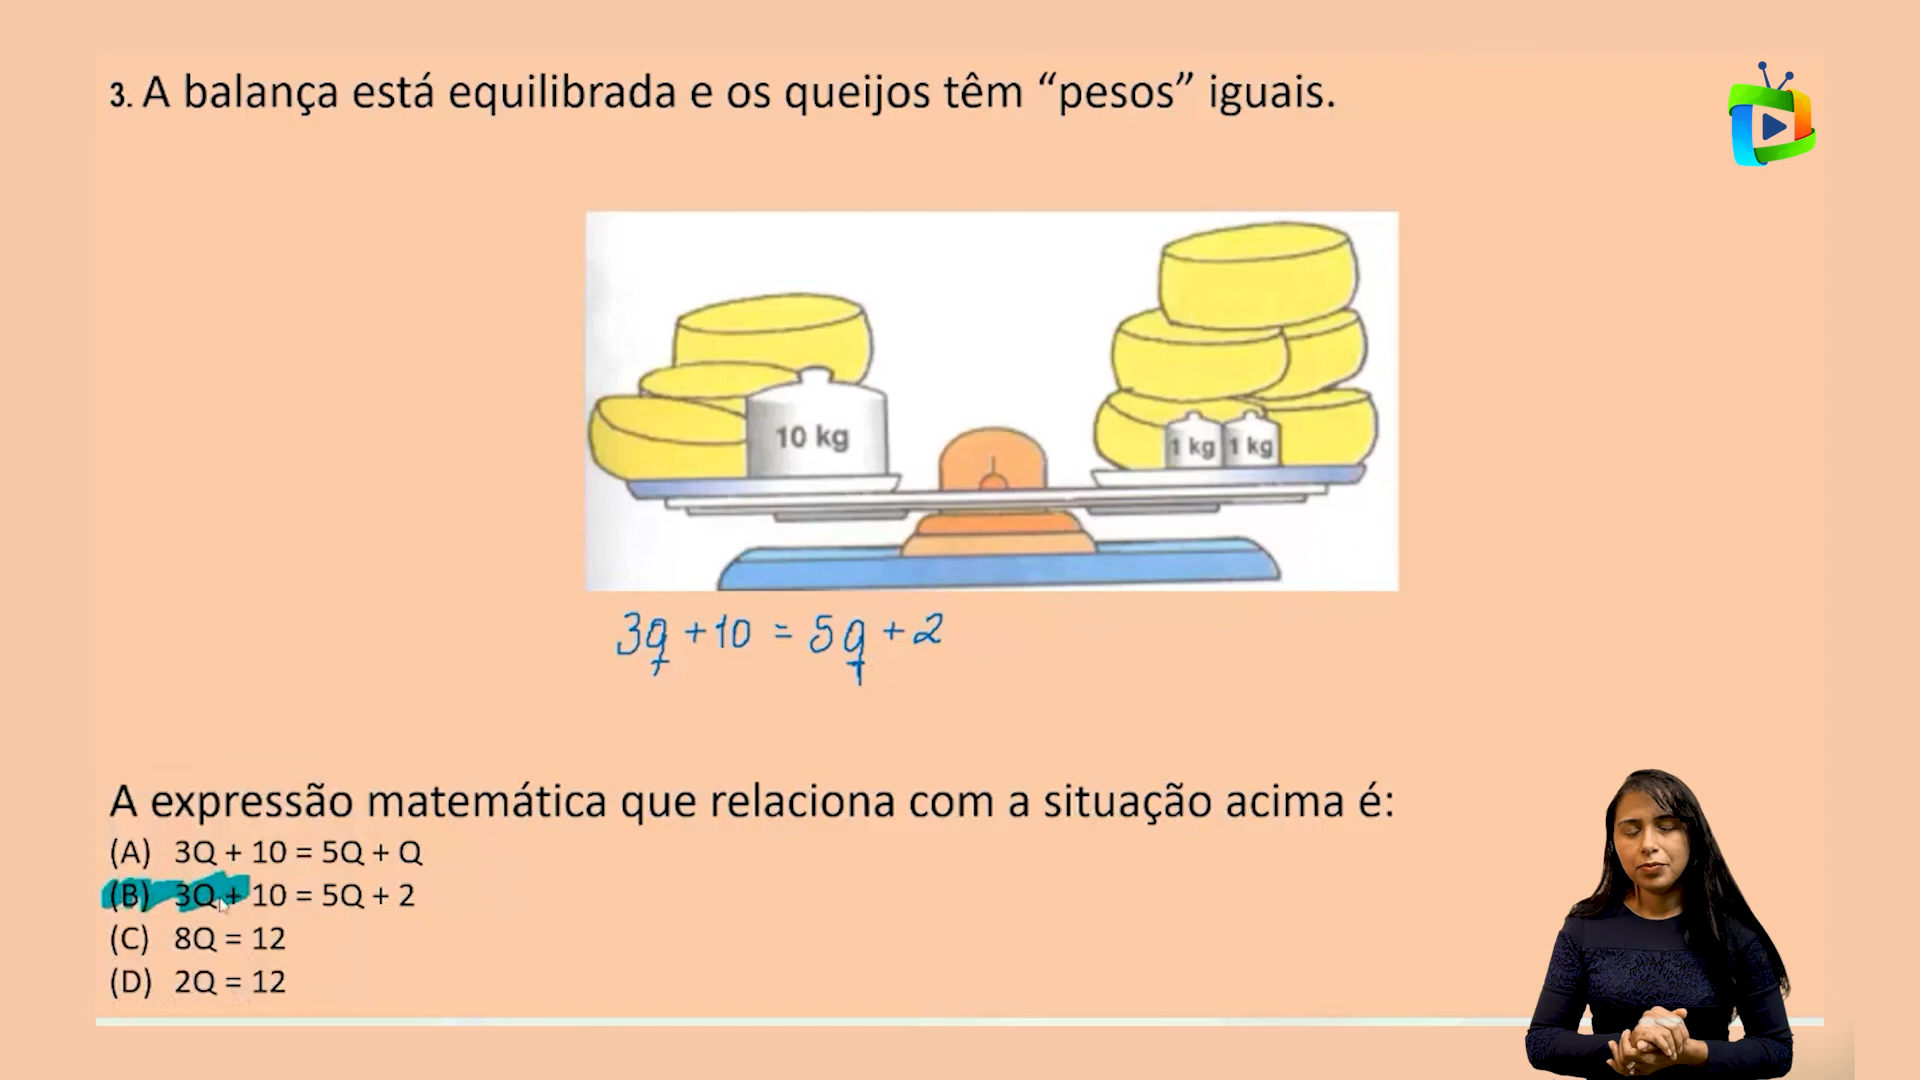 3. A balança está equilibrada e os queijos têm “pesos” iguais.
10 kg
1 kg 1 kg
3q + 10 = 5q + 2
A expressão matemática que relaciona com a situação acima é:
(A) 3Q + 10 = 5Q + Q
(B) 3Q + 10 = 5Q + 2
(C) 8Q = 12
(D) 2Q = 12